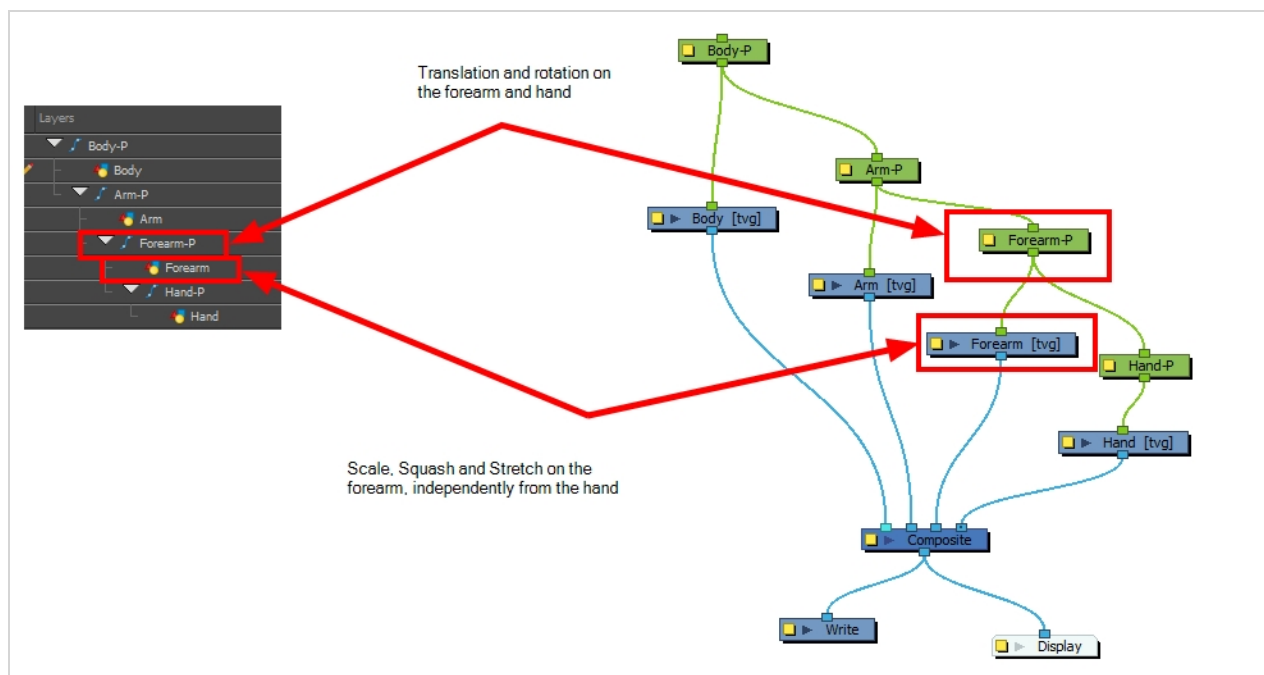 Layers
Body-P
Body
Arm-P
Arm
Forearm-P
Forearm
Hand-P
Hand
Translation and rotation on
the forearm and hand
Scale, Squash and Stretch on the
forearm, independently from the hand
Body-P
Arm-P
Body [tvg]
Forearm-P
Arm [tvg]
Forearm [tvg]
Hand-P
Hand [tvg]
Composite
Write
Display